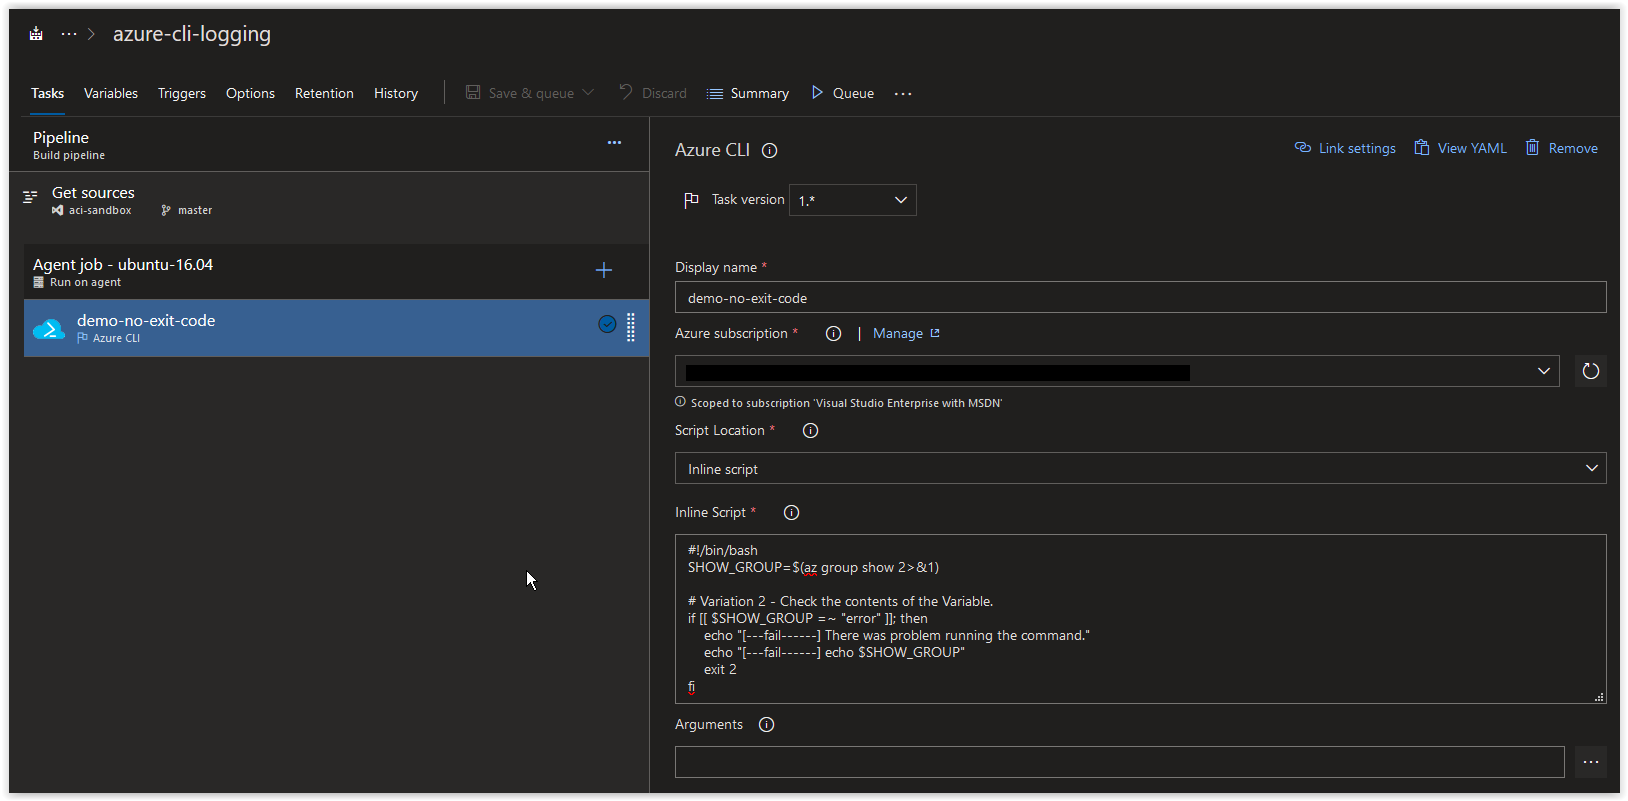 azure-cli-logging
Tasks Variables Triggers Options Retention History Save & queue Discard Summary Queue
Pipeline
Build pipeline
Get sources
aci-sandbox master
Agent job - ubuntu-16.04
Run on agent
demo-no-exit-code
Azure CLI
Azure CLI
Link settings View YAML Remove
Task version 1.*
Display name *
demo-no-exit-code
Azure subscription * | Manage
Scoped to subscription 'Visual Studio Enterprise with MSDN'
Script Location *
Inline script
Inline Script *
#!/bin/bash
SHOW_GROUP=$(az group show 2>&1)
# Variation 2 - Check the contents of the Variable.
if [[ $SHOW_GROUP =~ "error" ]]; then
echo "[---fail------] There was problem running the command."
echo "[---fail------] echo $SHOW_GROUP"
exit 2
fi
Arguments